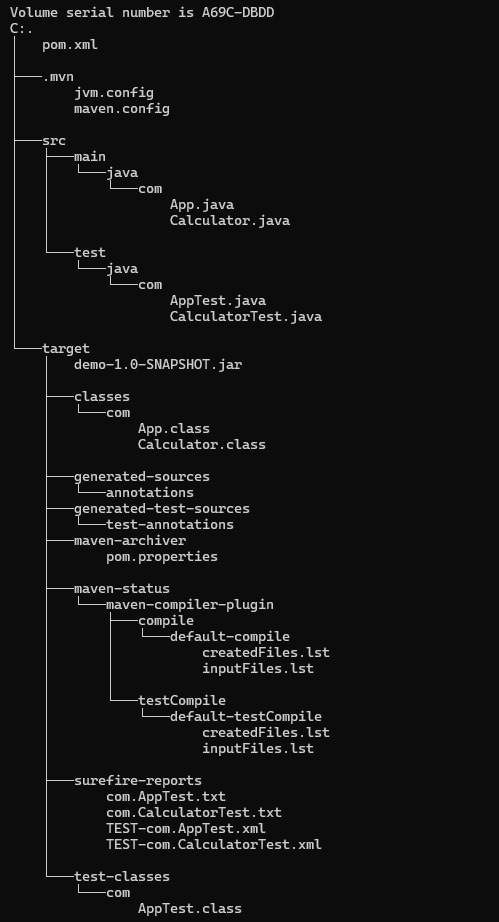 Volume serial number is A69C-DBDD
C:.
│   pom.xml
│
├───.mvn
│       jvm.config
│       maven.config
│
├───src
│   ├───main
│   │   └───java
│   │       └───com
│   │               App.java
│   │               Calculator.java
│   │
│   └───test
│       └───java
│           └───com
│                   AppTest.java
│                   CalculatorTest.java
│
└───target
    │   demo-1.0-SNAPSHOT.jar
    │
    ├───classes
    │   └───com
    │           App.class
    │           Calculator.class
    │
    ├───generated-sources
    │   └───annotations
    ├───generated-test-sources
    │   └───test-annotations
    ├───maven-archiver
    │       pom.properties
    │
    ├───maven-status
    │   └───maven-compiler-plugin
    │       ├───compile
    │       │   └───default-compile
    │       │           createdFiles.lst
    │       │           inputFiles.lst
    │       │
    │       └───testCompile
    │           └───default-testCompile
    │                   createdFiles.lst
    │                   inputFiles.lst
    │
    ├───surefire-reports
    │       com.AppTest.txt
    │       com.CalculatorTest.txt
    │       TEST-com.AppTest.xml
    │       TEST-com.CalculatorTest.xml
    │
    └───test-classes
        └───com
                AppTest.class